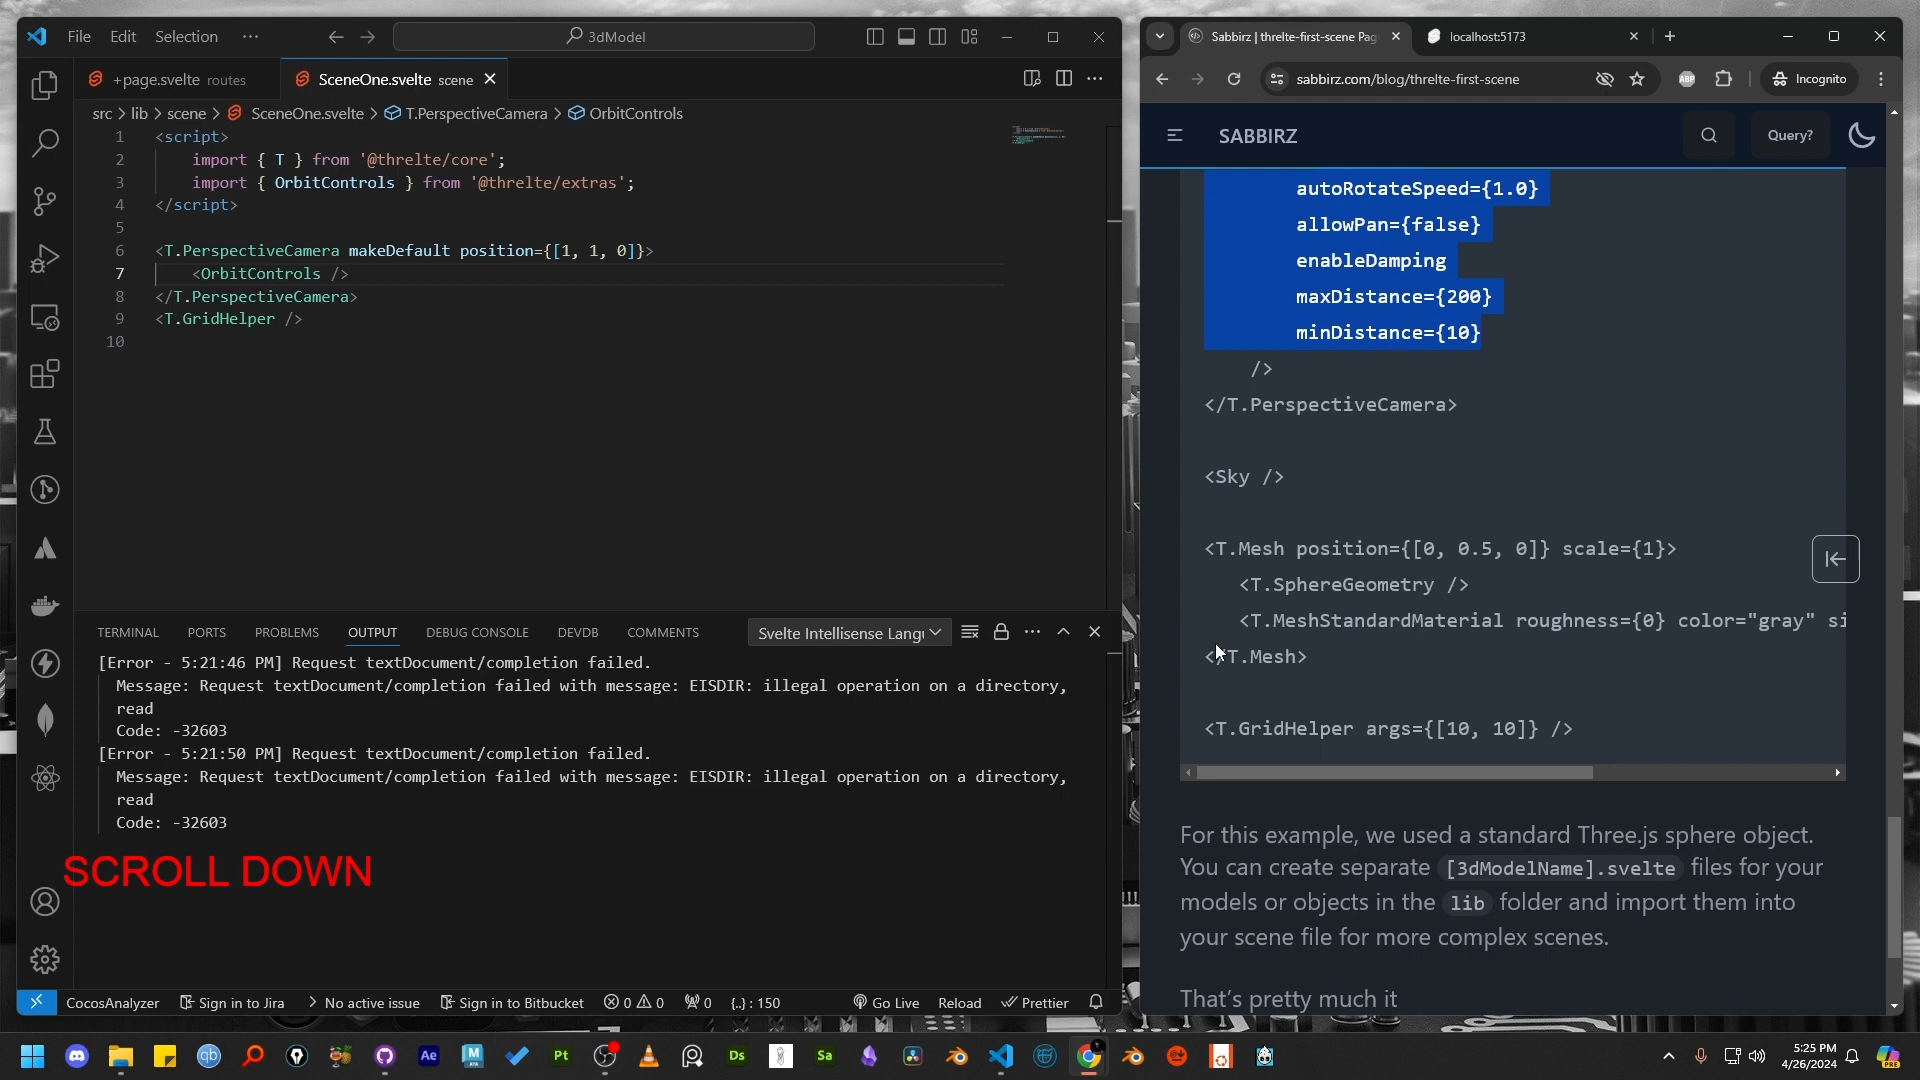 File Edit Selection ··· 3dModel
+page.svelte routes SceneOne.svelte scene
src > lib > scene > SceneOne.svelte > T.PerspectiveCamera > OrbitControls
1 <script>
2 import { T } from '@threlte/core';
3 import { OrbitControls } from '@threlte/extras';
4 </script>
5
6 <T.PerspectiveCamera makeDefault position={[1, 1, 0]}>
7 <OrbitControls />
8 </T.PerspectiveCamera>
9 <T.GridHelper />
10
TERMINAL PORTS PROBLEMS OUTPUT DEBUG CONSOLE DEVDB COMMENTS Svelte Intellisense Langu
[Error - 5:21:46 PM] Request textDocument/completion failed.
Message: Request textDocument/completion failed with message: EISDIR: illegal operation on a directory,
read
Code: -32603
[Error - 5:21:50 PM] Request textDocument/completion failed.
Message: Request textDocument/completion failed with message: EISDIR: illegal operation on a directory,
read
Code: -32603
SCROLL DOWN
CocosAnalyzer Sign in to Jira No active issue Sign in to Bitbucket 0 0 0 {..} : 150 Go Live Reload Prettier
Sabbirz | threlte-first-scene Pag localhost:5173
sabbirz.com/blog/threlte-first-scene ABP Incognito
SABBIRZ Query?
autoRotateSpeed={1.0}
allowPan={false}
enableDamping
maxDistance={200}
minDistance={10}
/>
</T.PerspectiveCamera>
<Sky />
<T.Mesh position={[0, 0.5, 0]} scale={1}>
<T.SphereGeometry />
<T.MeshStandardMaterial roughness={0} color="gray" si
</T.Mesh>
<T.GridHelper args={[10, 10]} />
For this example, we used a standard Three.js sphere object.
You can create separate [3dModelName].svelte files for your
models or objects in the lib folder and import them into
your scene file for more complex scenes.
That's pretty much it
qb Ae M Pt Ds Sa 5:25 PM
4/26/2024 PRE